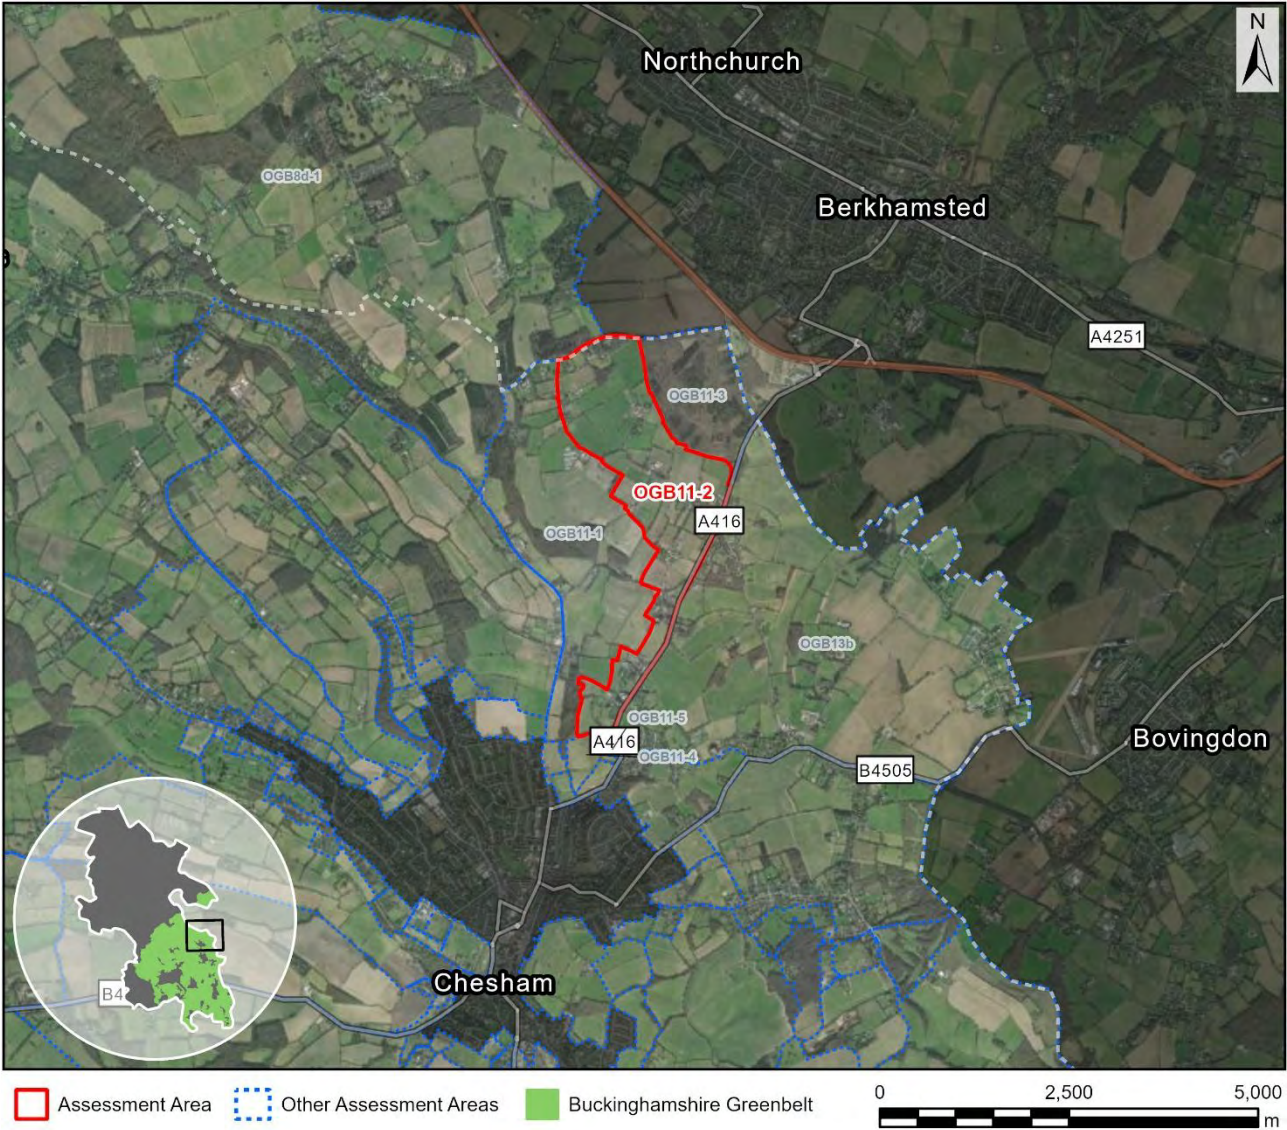 N
Northchurch
OGB8d-1
Berkhamsted
A4251
OGB11-3
OGB11-2
A416
OGB11-1
OGB13b
OGB11-5
A416
OGB11-4
Bovingdon
B4505
Chesham
B4
Assessment Area
Other Assessment Areas
Buckinghamshire Greenbelt
0 2,500 5,000
m